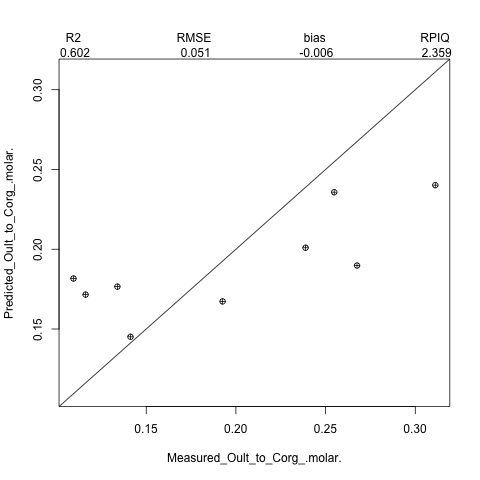 R2 RMSE bias RPIQ
0.602 0.051 -0.006 2.359
0.30
0.25
0.20
0.15
Predicted_Oult_to_Corg_.molar.
0.15 0.20 0.25 0.30
Measured_Oult_to_Corg_.molar.